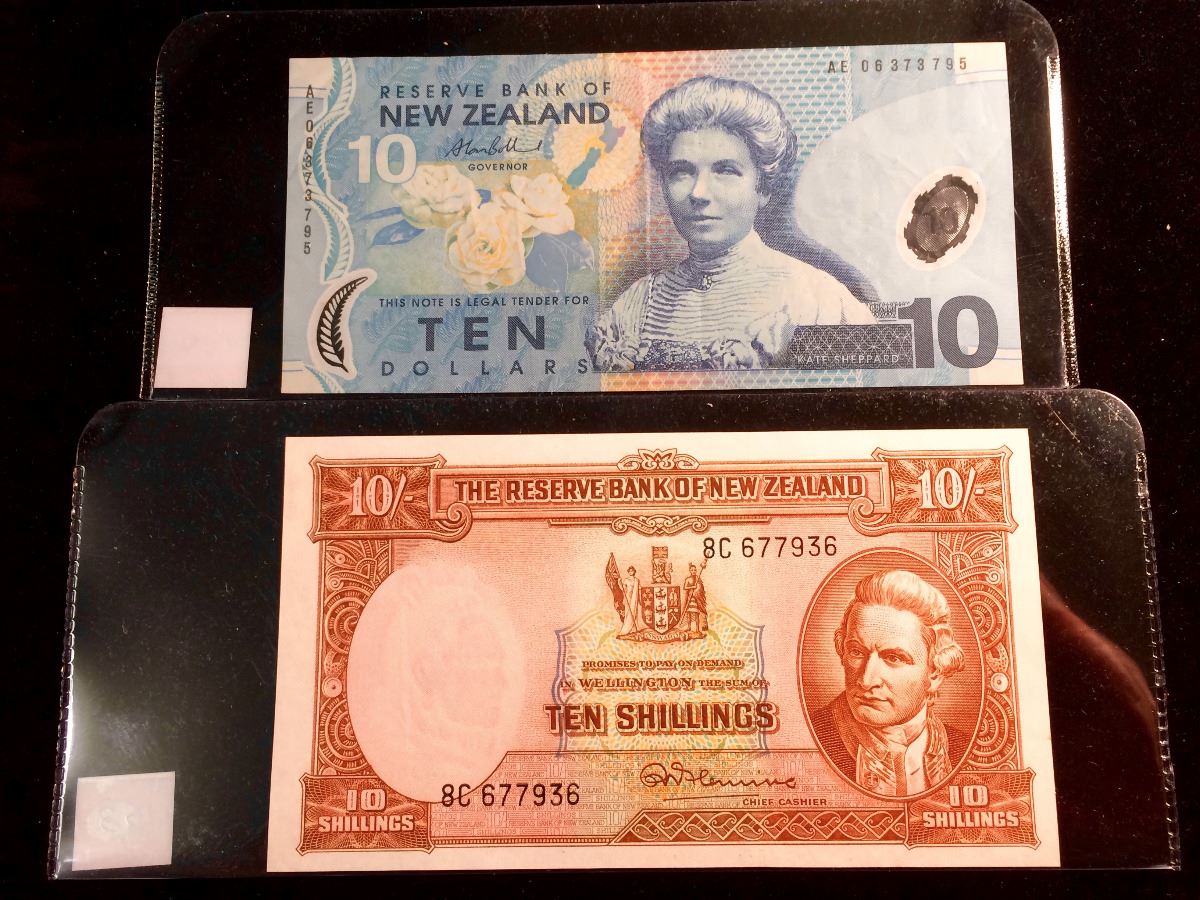 AE 06373795
AE06373795
RESERVE BANK OF
NEW ZEALAND
10
GOVERNOR
10
THIS NOTE IS LEGAL TENDER FOR
TEN
DOLLARS
KATE SHEPPARD
10
10/-
THE RESERVE BANK OF NEW ZEALAND
10/-
8C 677936
ONWARD
PROMISES TO PAY ON DEMAND
IN WELLINGTON THE SUM OF
TEN SHILLINGS
8C 677936
CHIEF CASHIER
10
SHILLINGS
10
SHILLINGS